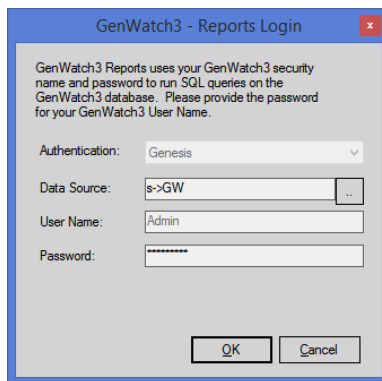 GenWatch3 - Reports Login
x
GenWatch3 Reports uses your GenWatch3 security
name and password to run SQL queries on the
GenWatch3 database.  Please provide the password
for your GenWatch3 User Name.
Authentication: Genesis
Data Source: s->GW ..
User Name: Admin
Password: *********
OK Cancel